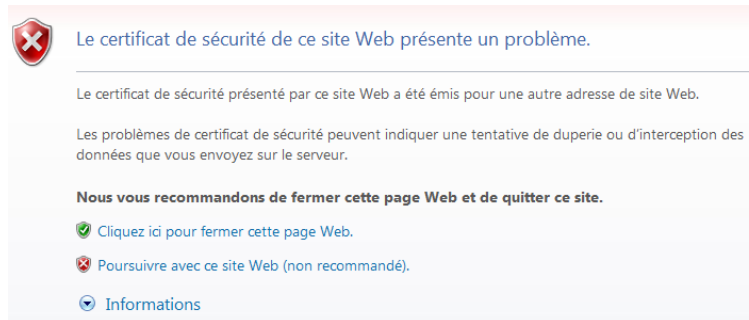 Le certificat de sécurité de ce site Web présente un problème.
Le certificat de sécurité présenté par ce site Web a été émis pour une autre adresse de site Web.
Les problèmes de certificat de sécurité peuvent indiquer une tentative de duperie ou d'interception des
données que vous envoyez sur le serveur.
Nous vous recommandons de fermer cette page Web et de quitter ce site.
Cliquez ici pour fermer cette page Web.
Poursuivre avec ce site Web (non recommandé).
Informations